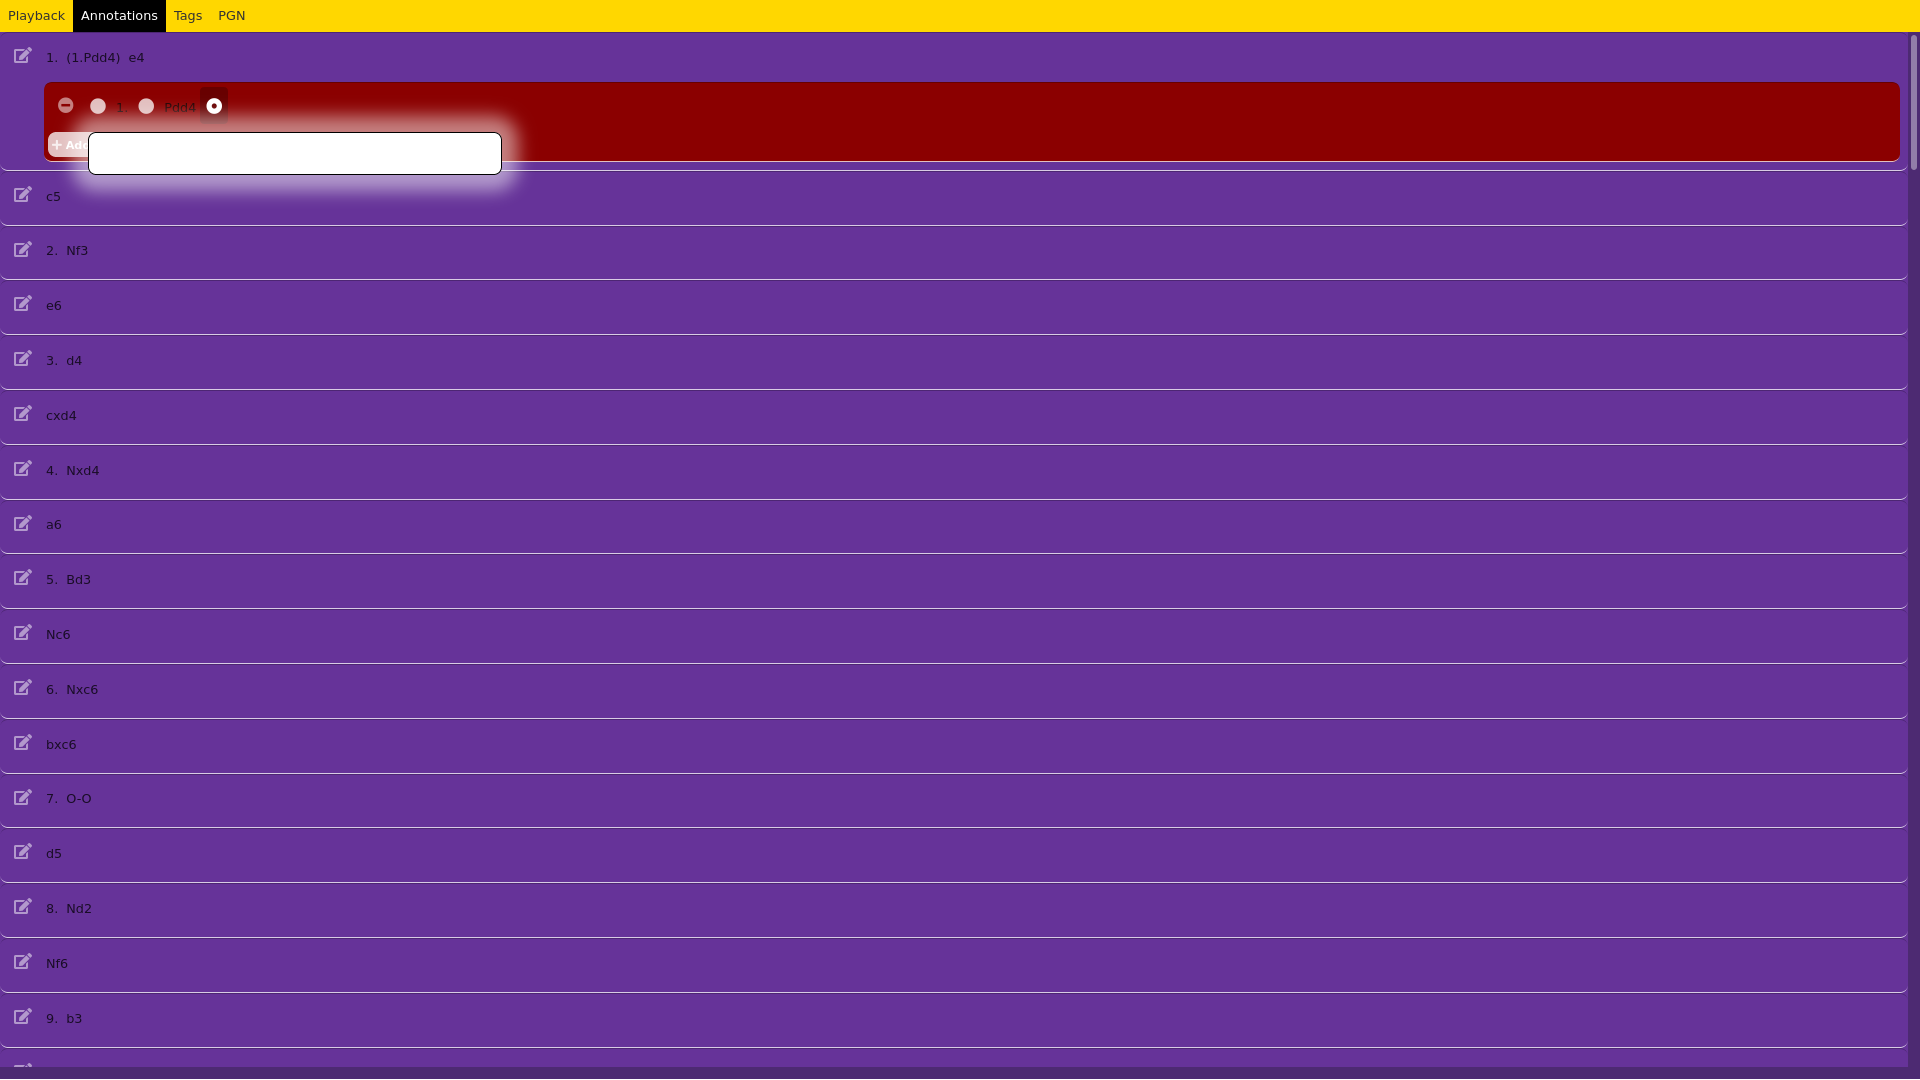 Playback Annotations Tags PGN
1. (1.Pdd4) e4
1. Pdd4
+ Add
c5
2. Nf3
e6
3. d4
cxd4
4. Nxd4
a6
5. Bd3
Nc6
6. Nxc6
bxc6
7. O-O
d5
8. Nd2
Nf6
9. b3